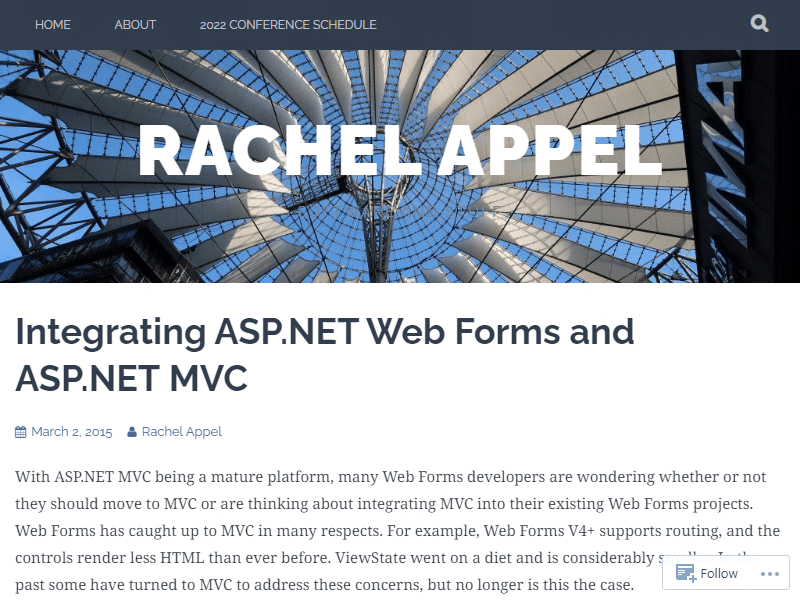 HOME ABOUT 2022 CONFERENCE SCHEDULE
RACHEL APPEL
Integrating ASP.NET Web Forms and
ASP.NET MVC
March 2, 2015 Rachel Appel
With ASP.NET MVC being a mature platform, many Web Forms developers are wondering whether or not
they should move to MVC or are thinking about integrating MVC into their existing Web Forms projects.
Web Forms has caught up to MVC in many respects. For example, Web Forms V4+ supports routing, and the
controls render less HTML than ever before. ViewState went on a diet and is considerably smaller. In the
past some have turned to MVC to address these concerns, but no longer is this the case.
Follow